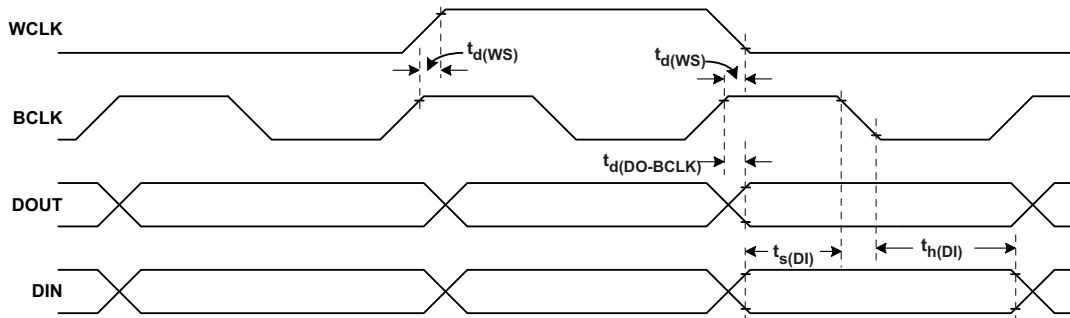 WCLK
t_d(WS)
t_d(WS)
BCLK
t_d(DO-BCLK)
DOUT
t_s(DI)
t_h(DI)
DIN